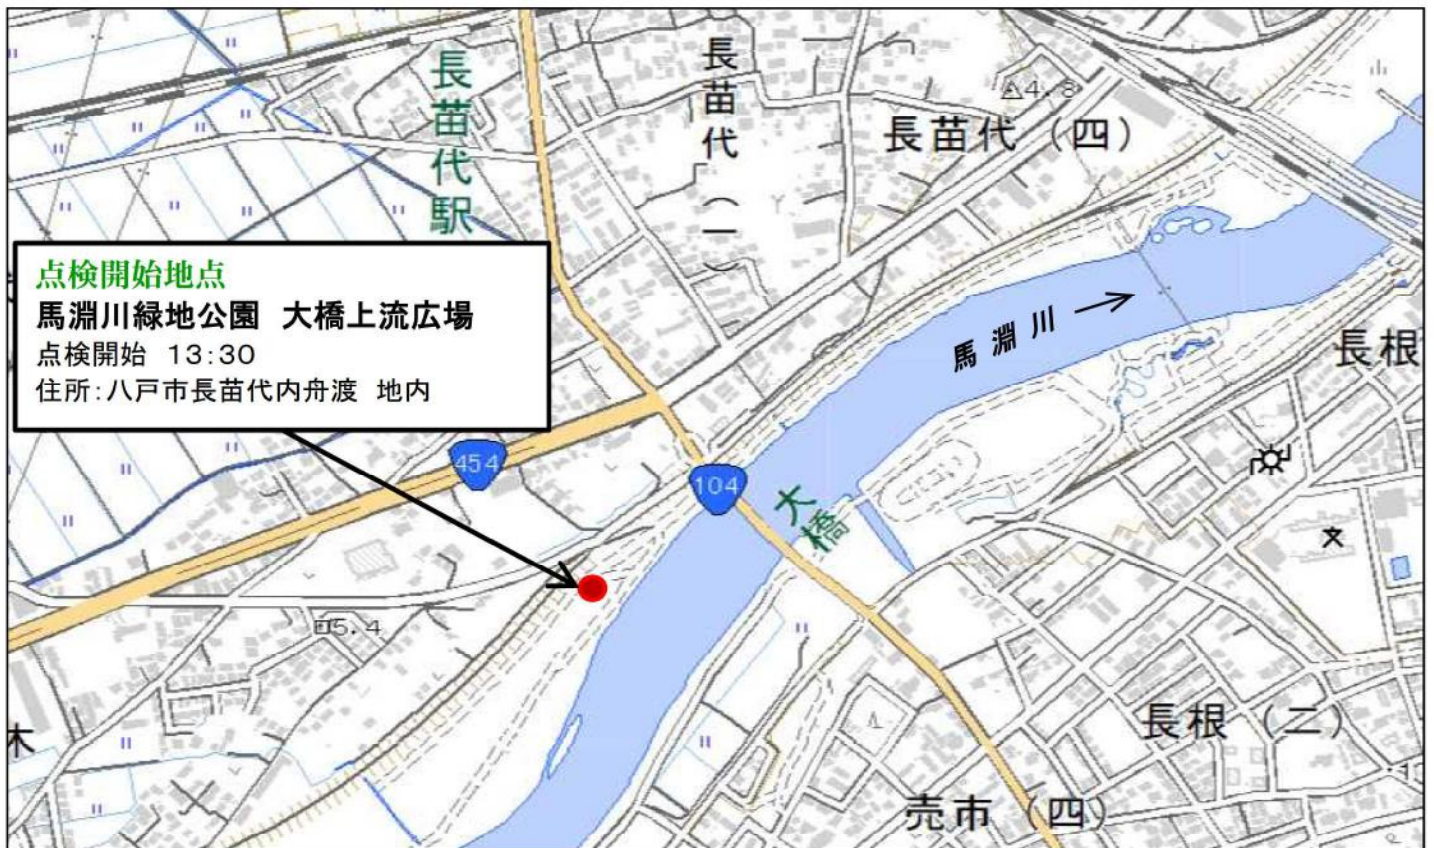 長苗代駅
長苗代(一)
△4.8
長苗代(四)
点検開始地点
馬淵川緑地公園 大橋上流広場
点検開始 13:30
住所:八戸市長苗代内舟渡 地内
馬淵川
長根
454
104
大橋
5.4
木
長根(二)
売市(四)